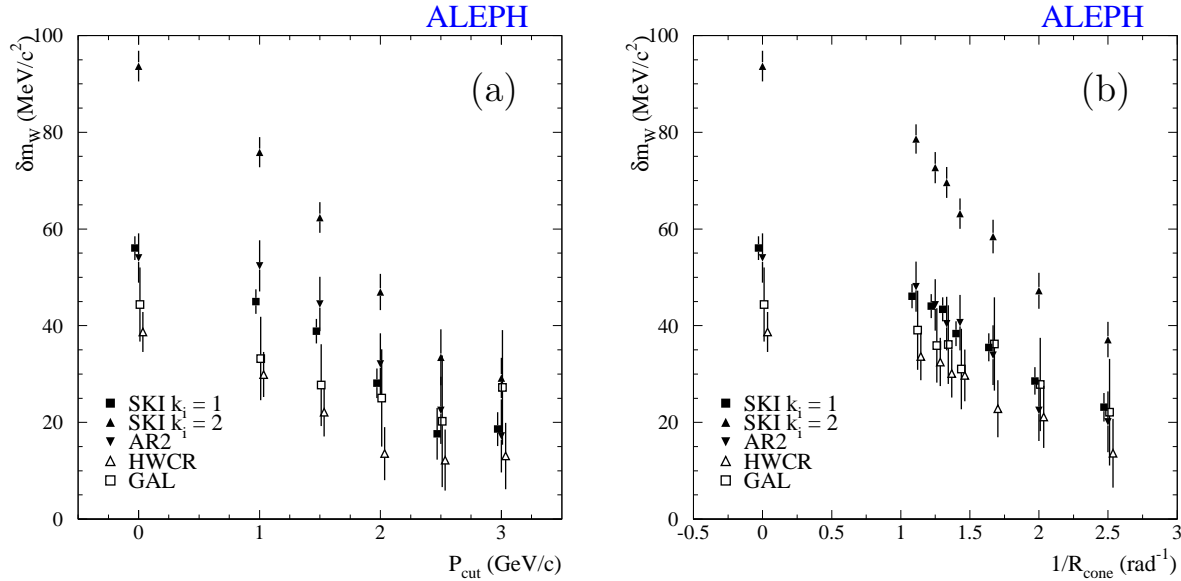 ALEPH
δm_W (MeV/c²)
(a)
100
80
60
40
20
0
SKI k_i = 1
SKI k_i = 2
AR2
HWCR
GAL
0 1 2 3
P_cut (GeV/c)
ALEPH
δm_W (MeV/c²)
(b)
100
80
60
40
20
0
SKI k_i = 1
SKI k_i = 2
AR2
HWCR
GAL
-0.5 0 0.5 1 1.5 2 2.5 3
1/R_cone (rad⁻¹)